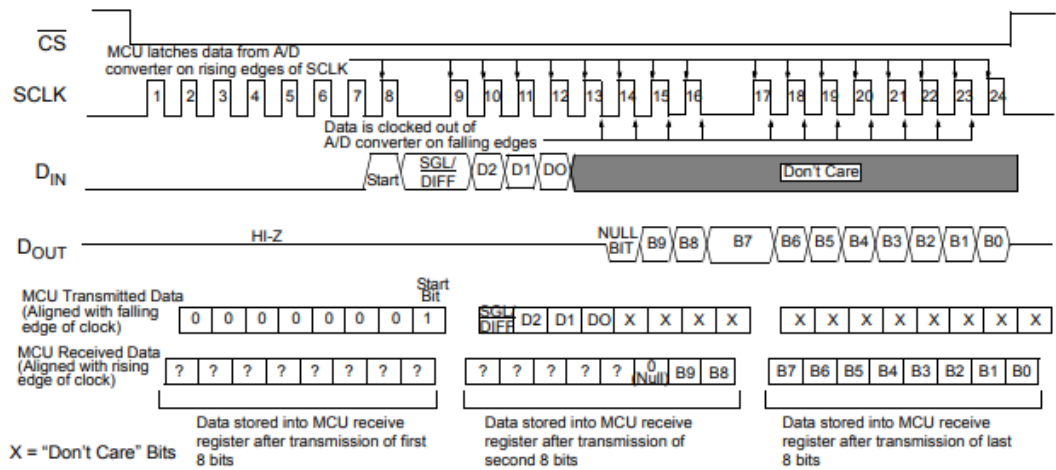 CS
MCU latches data from A/D
converter on rising edges of SCLK
SCLK
1 2 3 4 5 6 7 8 9 10 11 12 13 14 15 16 17 18 19 20 21 22 23 24
Data is clocked out of
A/D converter on falling edges
DIN
Start SGL/ D2 D1 DO Don't Care
DIFF
HI-Z
DOUT
NULL B9 B8 B7 B6 B5 B4 B3 B2 B1 B0
BIT
Start
Bit
MCU Transmitted Data
(Aligned with falling
edge of clock)
0 0 0 0 0 0 0 1 SGL/ D2 D1 DO X X X X X X X X X X X X
DIFF
MCU Received Data
(Aligned with rising
edge of clock)
? ? ? ? ? ? ? ? ? ? ? ? ? 0 B9 B8 B7 B6 B5 B4 B3 B2 B1 B0
(Null)
Data stored into MCU receive
register after transmission of first
8 bits
Data stored into MCU receive
register after transmission of
second 8 bits
Data stored into MCU receive
register after transmission of last
8 bits
X = “Don't Care” Bits